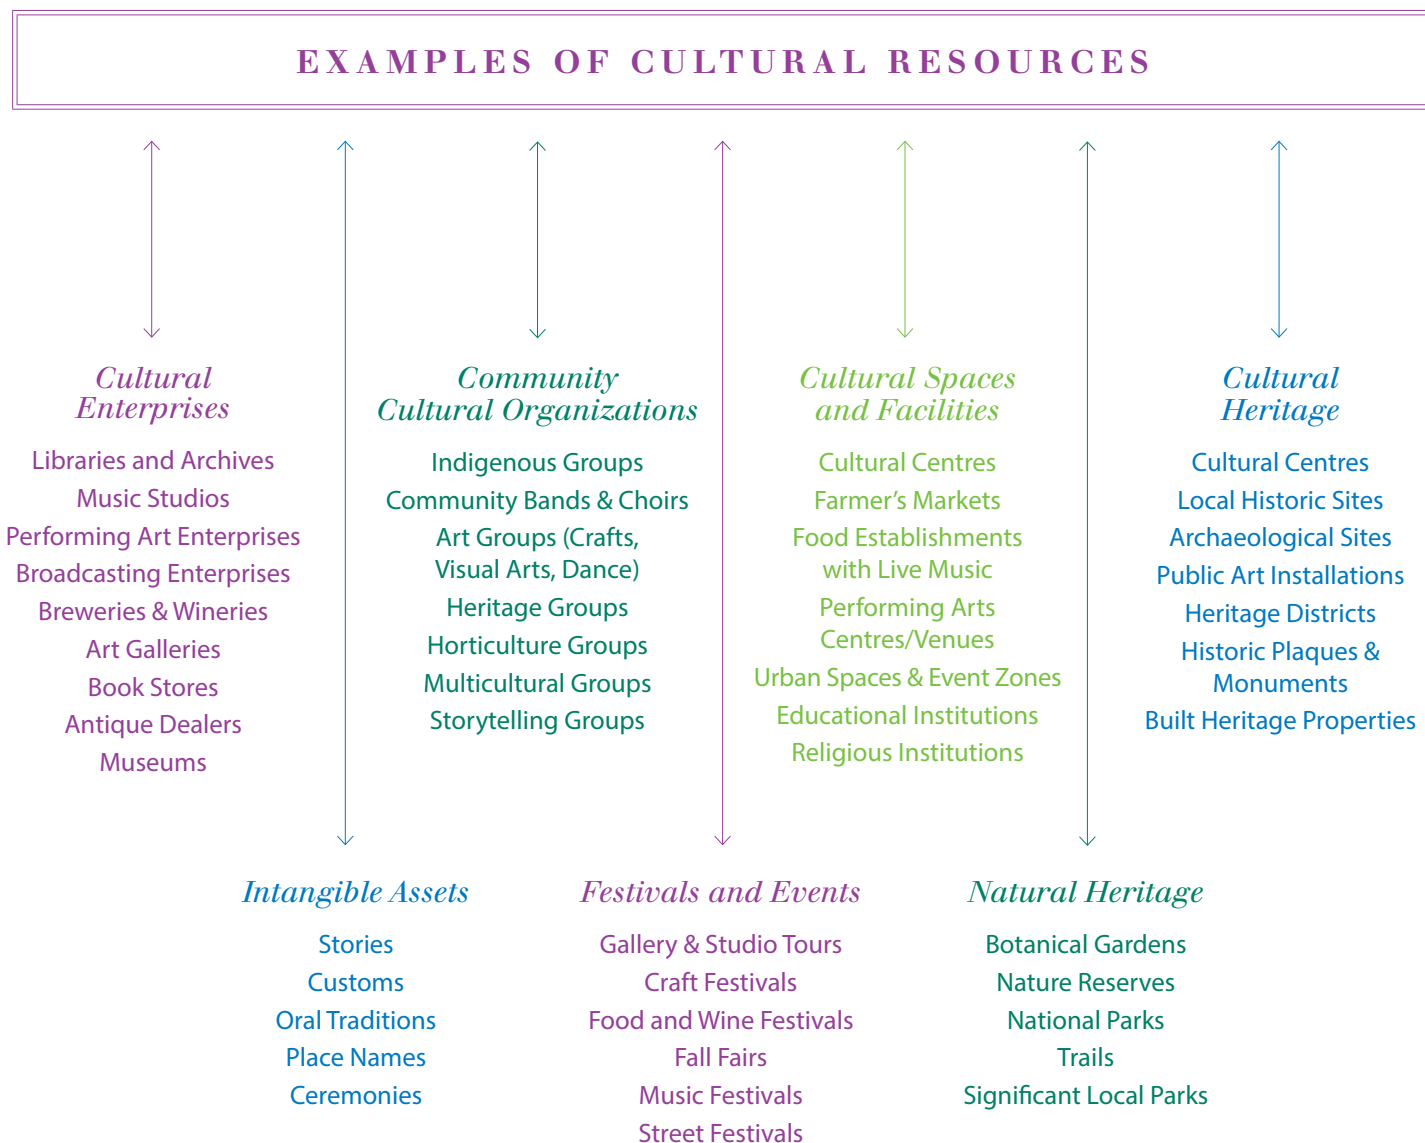 EXAMPLES OF CULTURAL RESOURCES
Cultural
Enterprises
Libraries and Archives
Music Studios
Performing Art Enterprises
Broadcasting Enterprises
Breweries & Wineries
Art Galleries
Book Stores
Antique Dealers
Museums
Community
Cultural Organizations
Indigenous Groups
Community Bands & Choirs
Art Groups (Crafts,
Visual Arts, Dance)
Heritage Groups
Horticulture Groups
Multicultural Groups
Storytelling Groups
Cultural Spaces
and Facilities
Cultural Centres
Farmer’s Markets
Food Establishments
with Live Music
Performing Arts
Centres/Venues
Urban Spaces & Event Zones
Educational Institutions
Religious Institutions
Cultural
Heritage
Cultural Centres
Local Historic Sites
Archaeological Sites
Public Art Installations
Heritage Districts
Historic Plaques &
Monuments
Built Heritage Properties
Intangible Assets
Stories
Customs
Oral Traditions
Place Names
Ceremonies
Festivals and Events
Gallery & Studio Tours
Craft Festivals
Food and Wine Festivals
Fall Fairs
Music Festivals
Street Festivals
Natural Heritage
Botanical Gardens
Nature Reserves
National Parks
Trails
Significant Local Parks